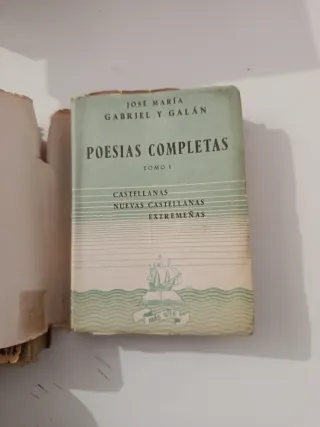 JOSÉ MARÍA
GABRIEL Y GALÁN
POESIAS COMPLETAS
TOMO I
CASTELLANAS
NUEVAS CASTELLANAS
EXTREMEÑAS